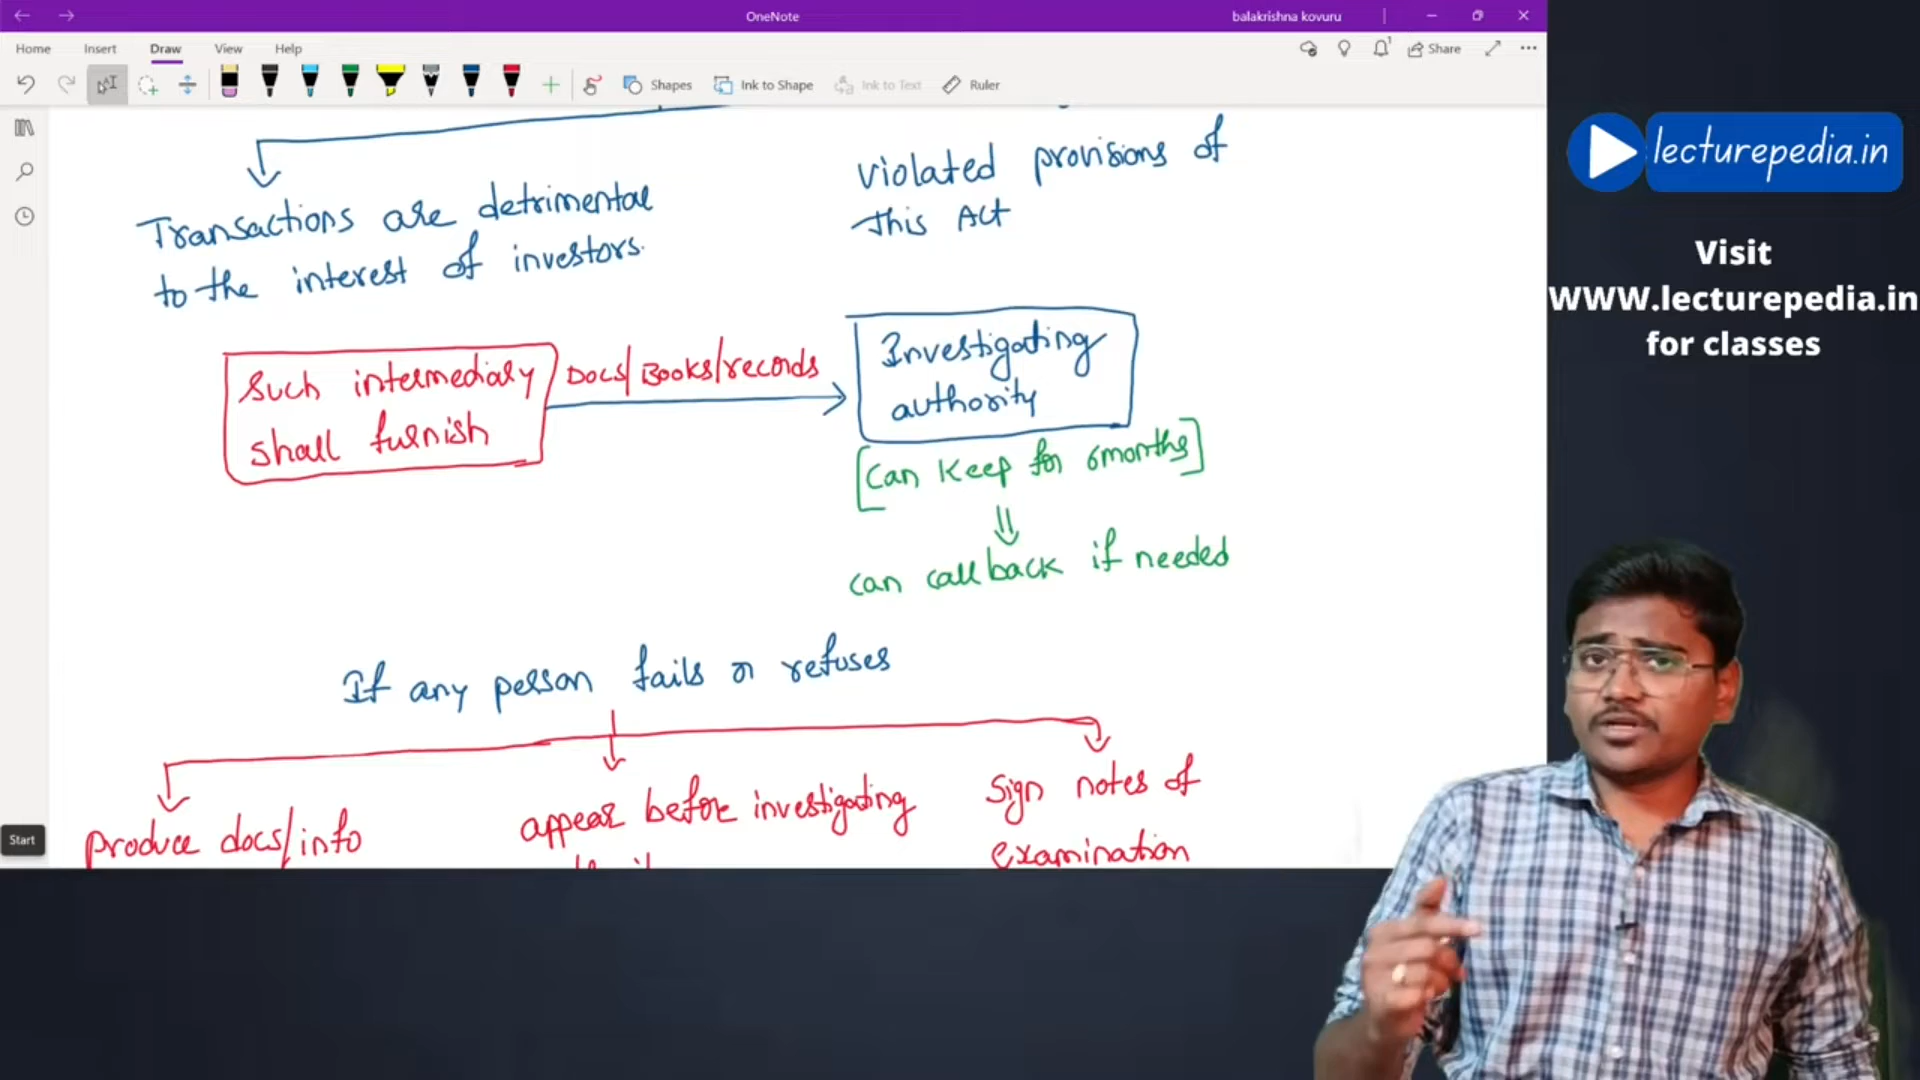 OneNote
balakrishna kovuru
Home Insert Draw View Help
Share
Shapes Ink to Shape Ink to Text Ruler
lecturepedia.in
Visit
WWW.lecturepedia.in
for classes
Transactions are detrimental
to the interest of investors.
violated provisions of
this Act
Such intermediary
shall furnish
Docs/Books/records
Investigating
authority
[can keep for 6months]
can call back if needed
If any person fails or refuses
produce docs/info
appear before investigating
sign notes of
examination
Start